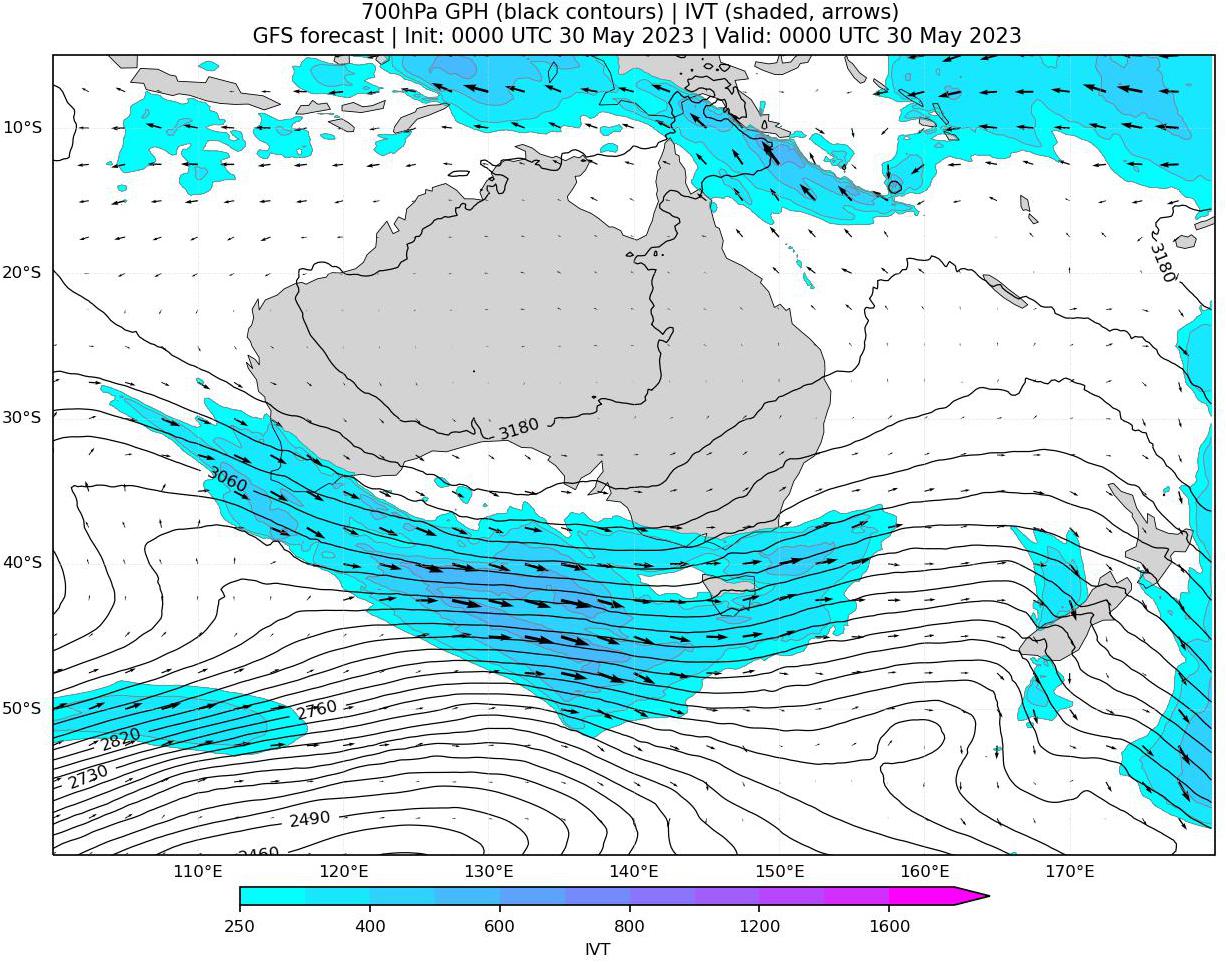 700hPa GPH (black contours) | IVT (shaded, arrows)
GFS forecast | Init: 0000 UTC 30 May 2023 | Valid: 0000 UTC 30 May 2023
10°S
3180
20°S
30°S
3180
3060
40°S
50°S
2760
2820
2730
2490
2460
110°E 120°E 130°E 140°E 150°E 160°E 170°E
250 400 600 800 1200 1600
IVT